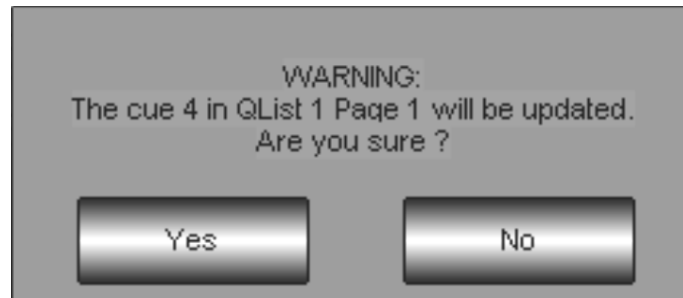 WARNING:
The cue 4 in QList 1 Page 1 will be updated.
Are you sure ?
Yes
No